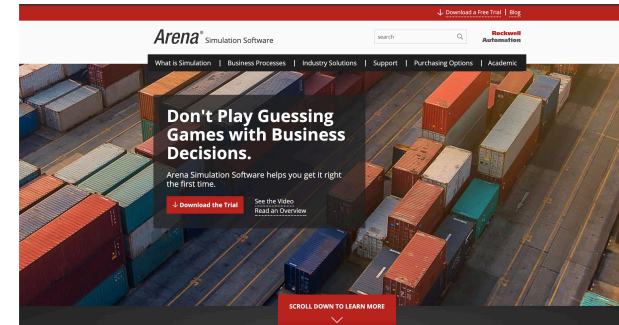 Download a Free Trial | Blog
Arena® Simulation Software
search
Rockwell
Automation
What is Simulation | Business Processes | Industry Solutions | Support | Purchasing Options | Academic
Don't Play Guessing
Games with Business
Decisions.
Arena Simulation Software helps you get it right
the first time.
Download the Trial
See the Video
Read an Overview
SCROLL DOWN TO LEARN MORE